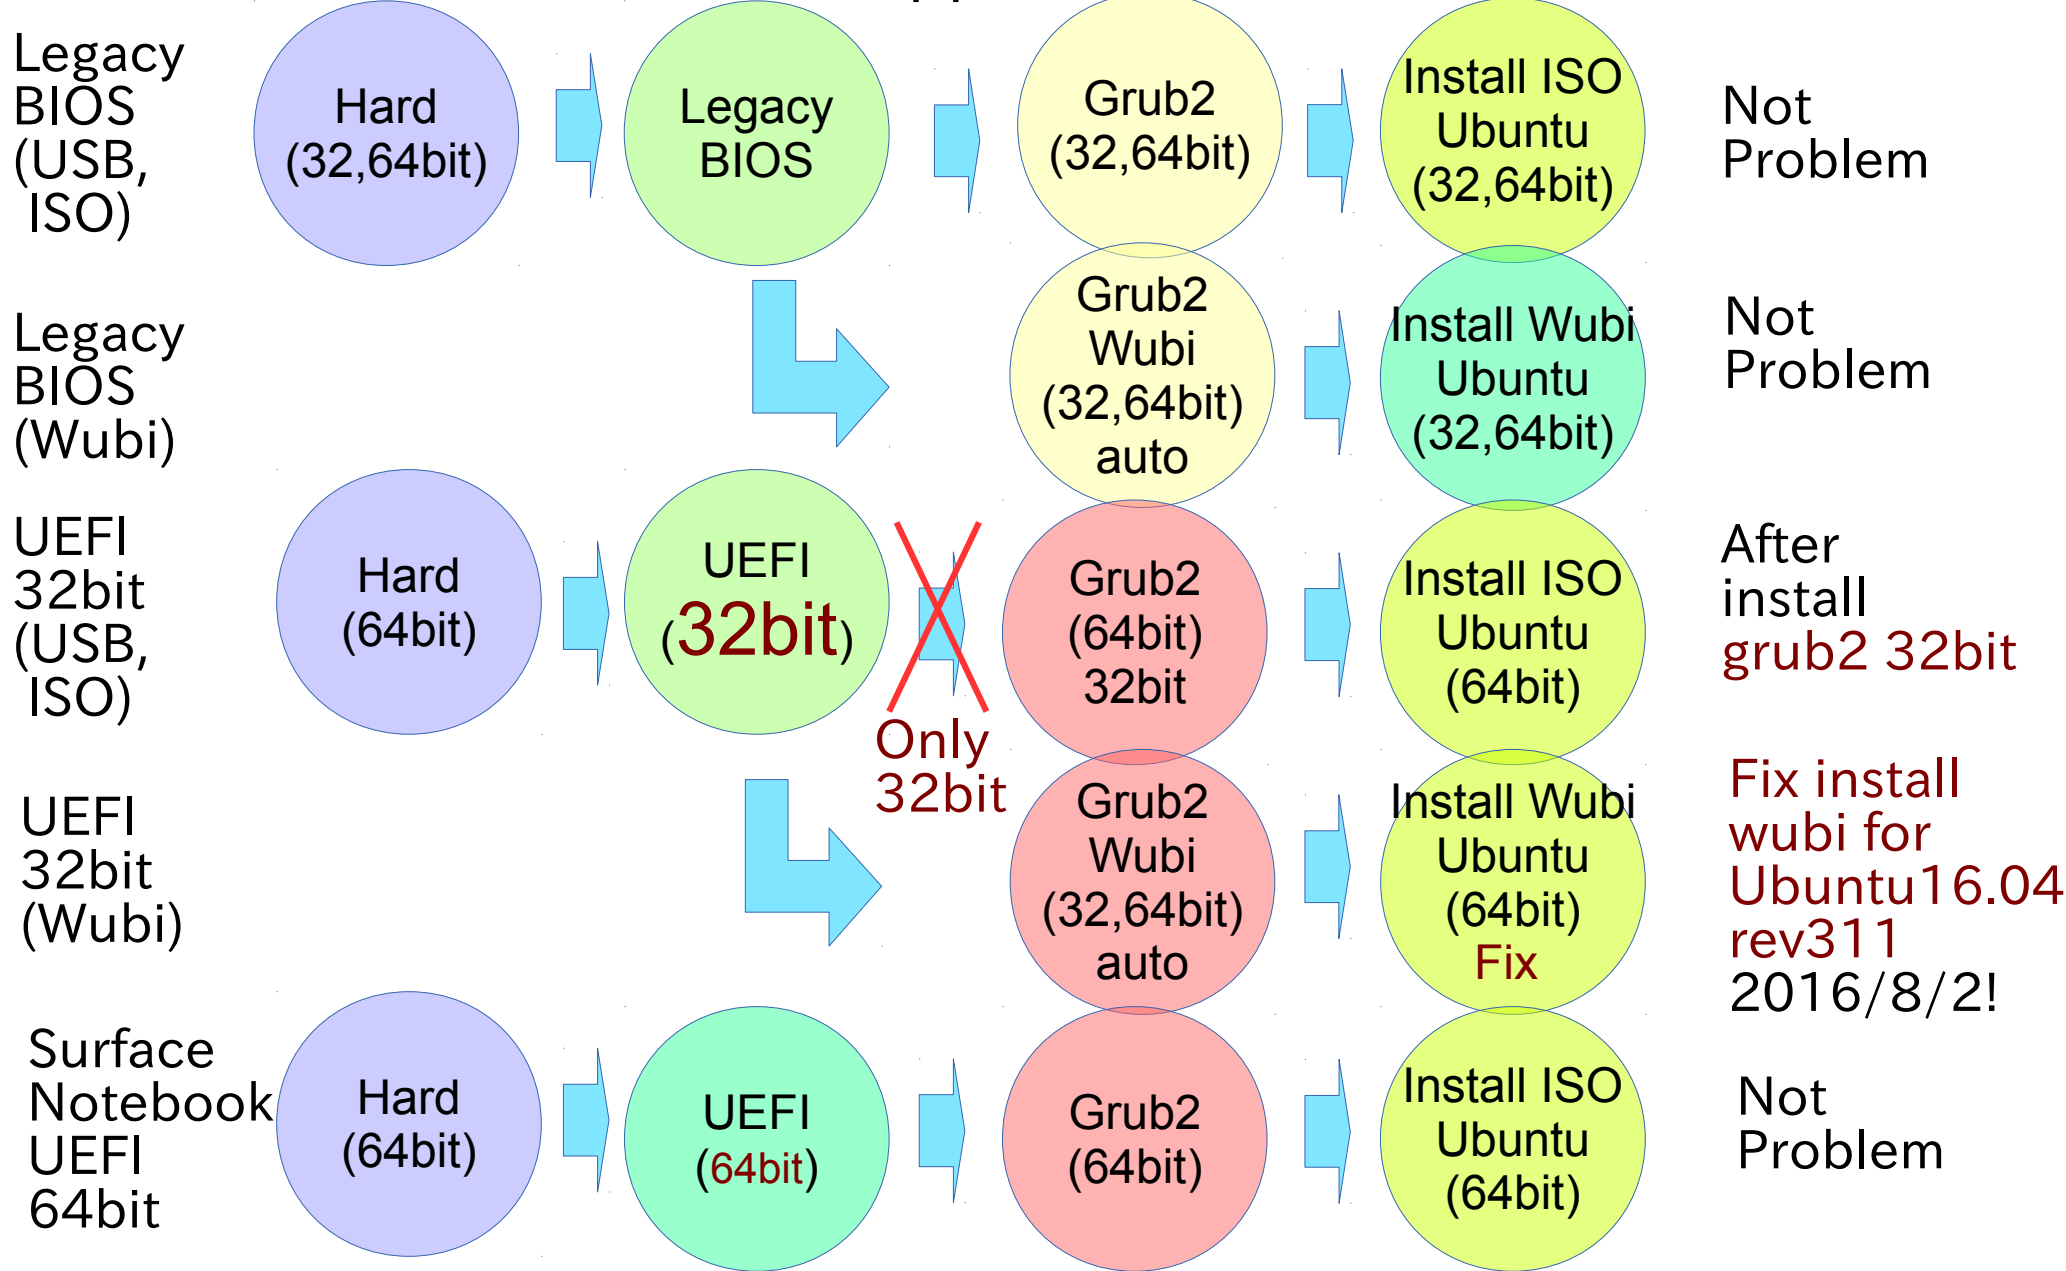 Legacy
BIOS
(USB,
ISO)
Hard
(32,64bit)
Legacy
BIOS
Grub2
(32,64bit)
Install ISO
Ubuntu
(32,64bit)
Not
Problem
Legacy
BIOS
(Wubi)
Grub2
Wubi
(32,64bit)
auto
Install Wubi
Ubuntu
(32,64bit)
Not
Problem
UEFI
32bit
(USB,
ISO)
Hard
(64bit)
UEFI
(32bit)
Only
32bit
Grub2
(64bit)
32bit
Install ISO
Ubuntu
(64bit)
After
install
grub2 32bit
UEFI
32bit
(Wubi)
Grub2
Wubi
(32,64bit)
auto
Install Wubi
Ubuntu
(64bit)
Fix
Fix install
wubi for
Ubuntu16.04
rev311
2016/8/2!
Surface
Notebook
UEFI
64bit
Hard
(64bit)
UEFI
(64bit)
Grub2
(64bit)
Install ISO
Ubuntu
(64bit)
Not
Problem